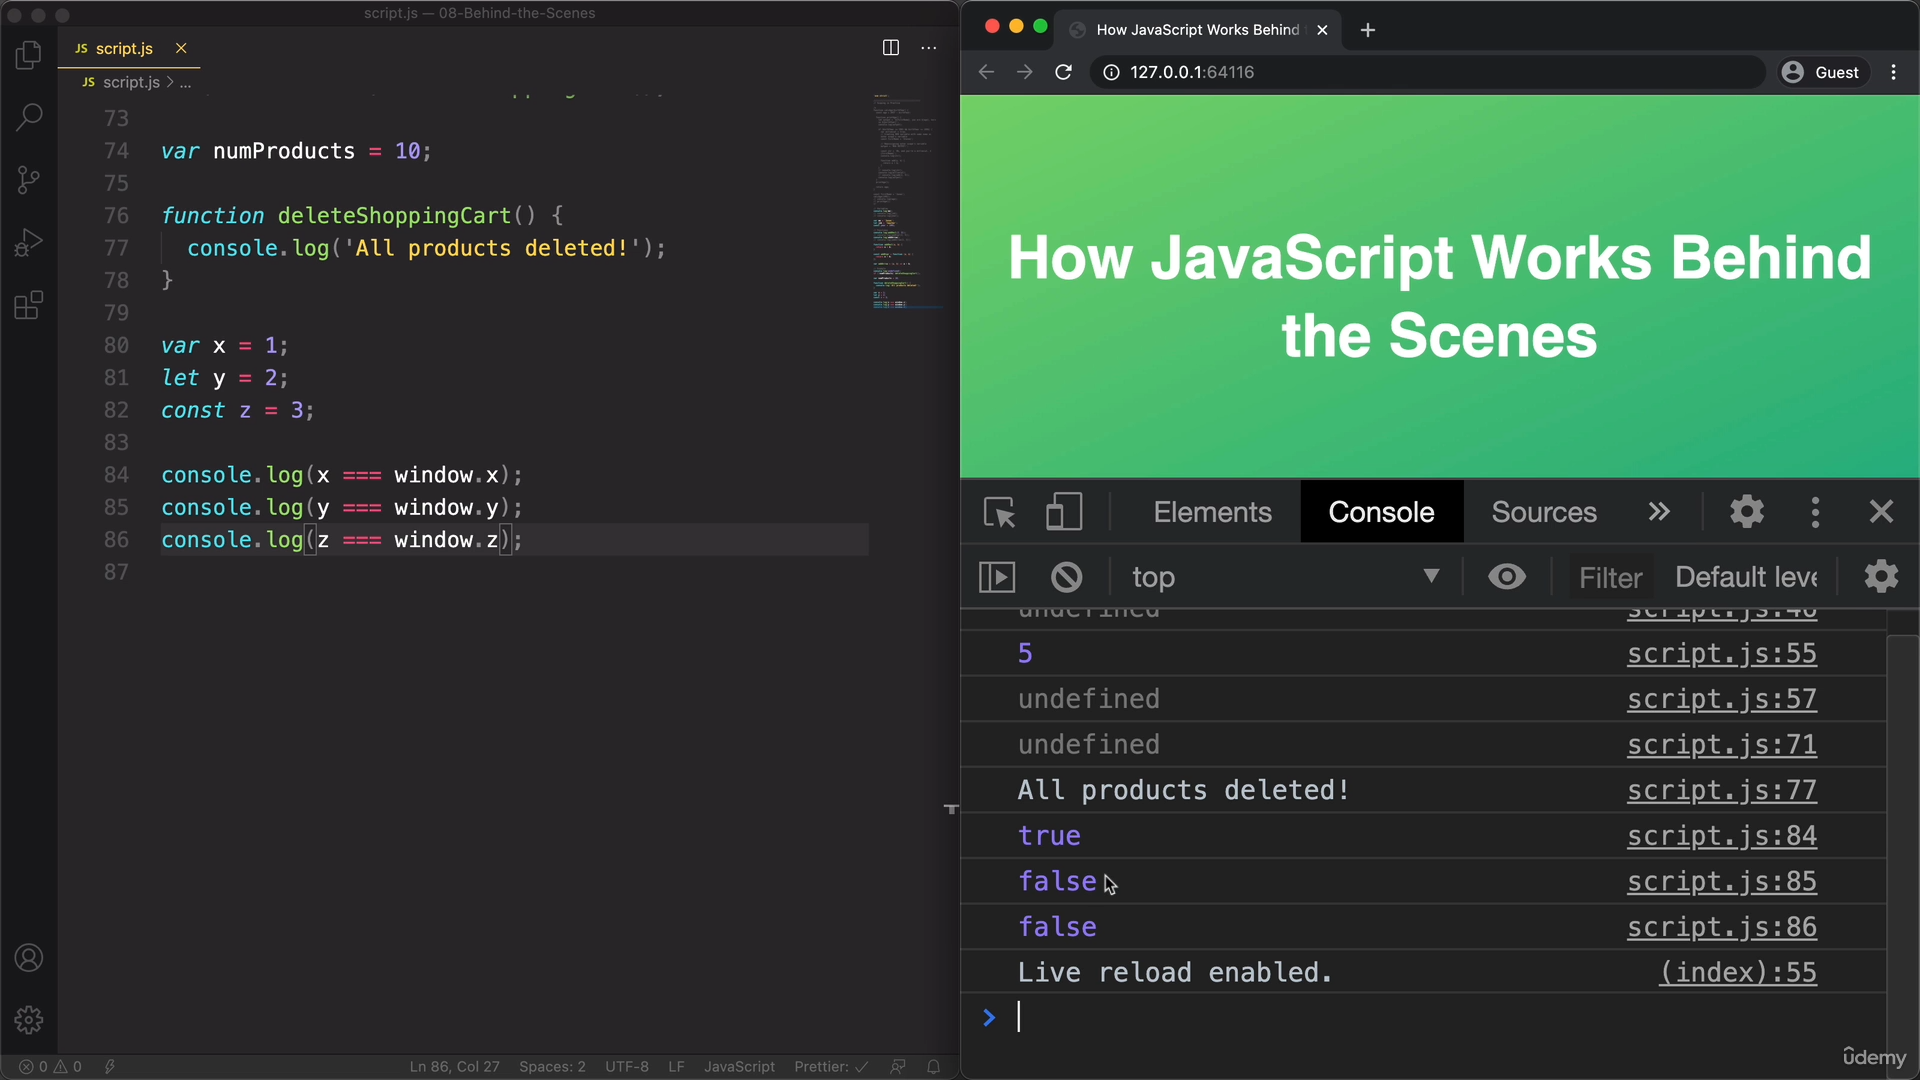 script.js — 08-Behind-the-Scenes
JS script.js
JS script.js > ...
73
74 var numProducts = 10;
75
76 function deleteShoppingCart() {
77 console.log('All products deleted!');
78 }
79
80 var x = 1;
81 let y = 2;
82 const z = 3;
83
84 console.log(x === window.x);
85 console.log(y === window.y);
86 console.log(z === window.z);
87
0 0 Ln 86, Col 27 Spaces: 2 UTF-8 LF JavaScript Prettier: ✓
How JavaScript Works Behind
127.0.0.1:64116
Guest
How JavaScript Works Behind
the Scenes
Elements Console Sources
top Filter Default leve
undefined script.js:46
5 script.js:55
undefined script.js:57
undefined script.js:71
All products deleted! script.js:77
true script.js:84
false script.js:85
false script.js:86
Live reload enabled. (index):55
>
ûdemy